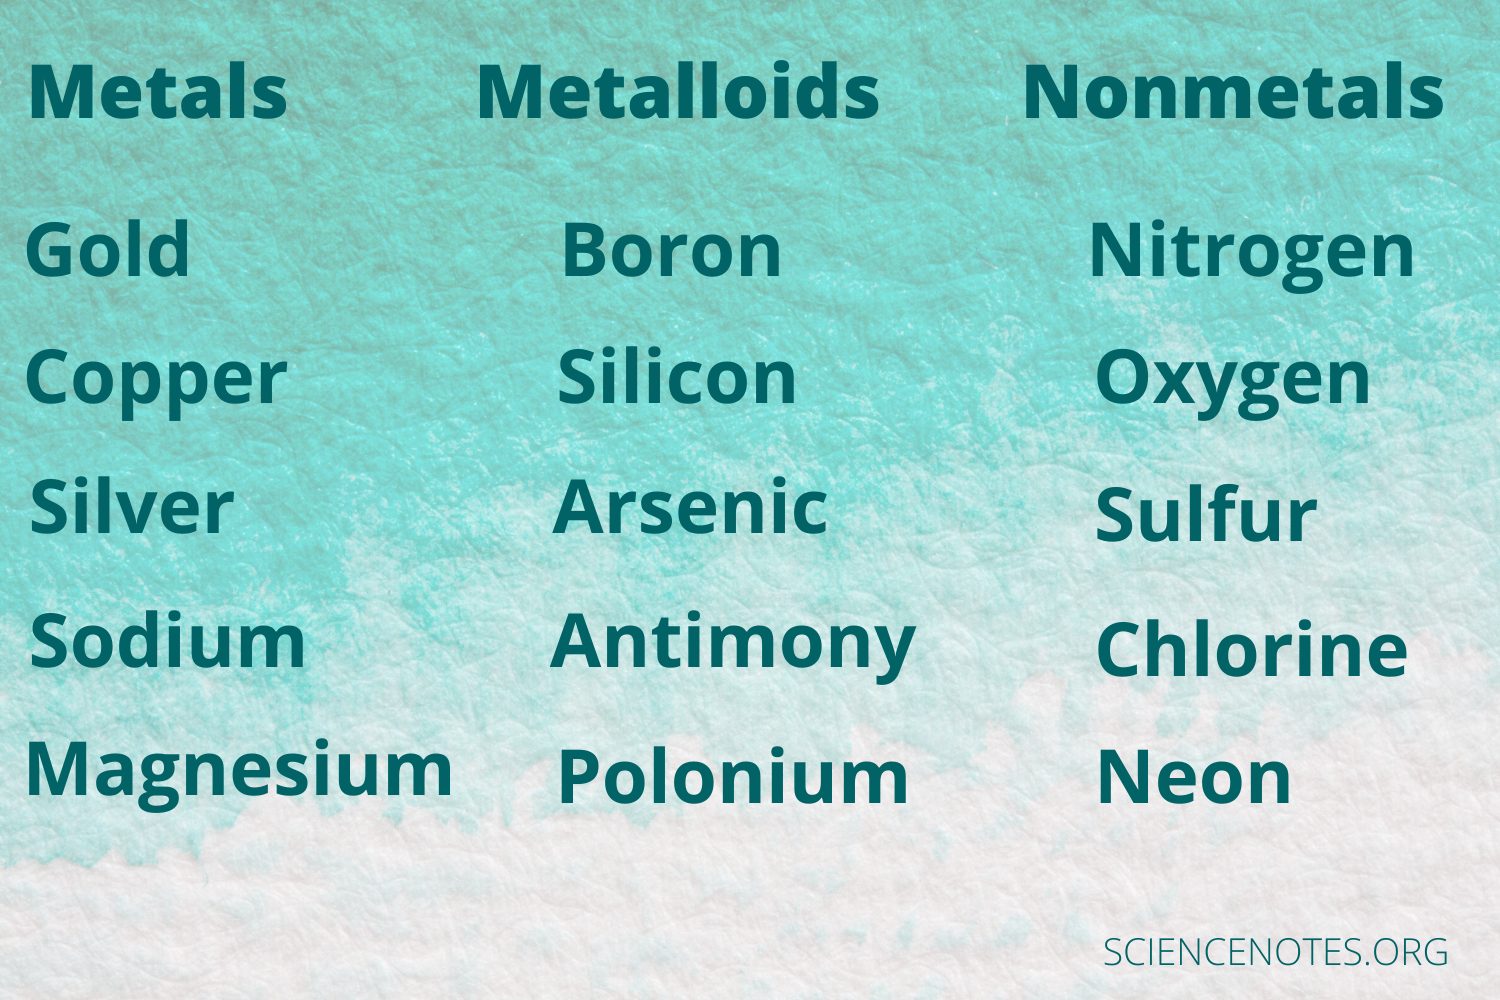 Metals Metalloids Nonmetals
Gold Boron Nitrogen
Copper Silicon Oxygen
Silver Arsenic Sulfur
Sodium Antimony Chlorine
Magnesium Polonium Neon
SCIENCENOTES.ORG